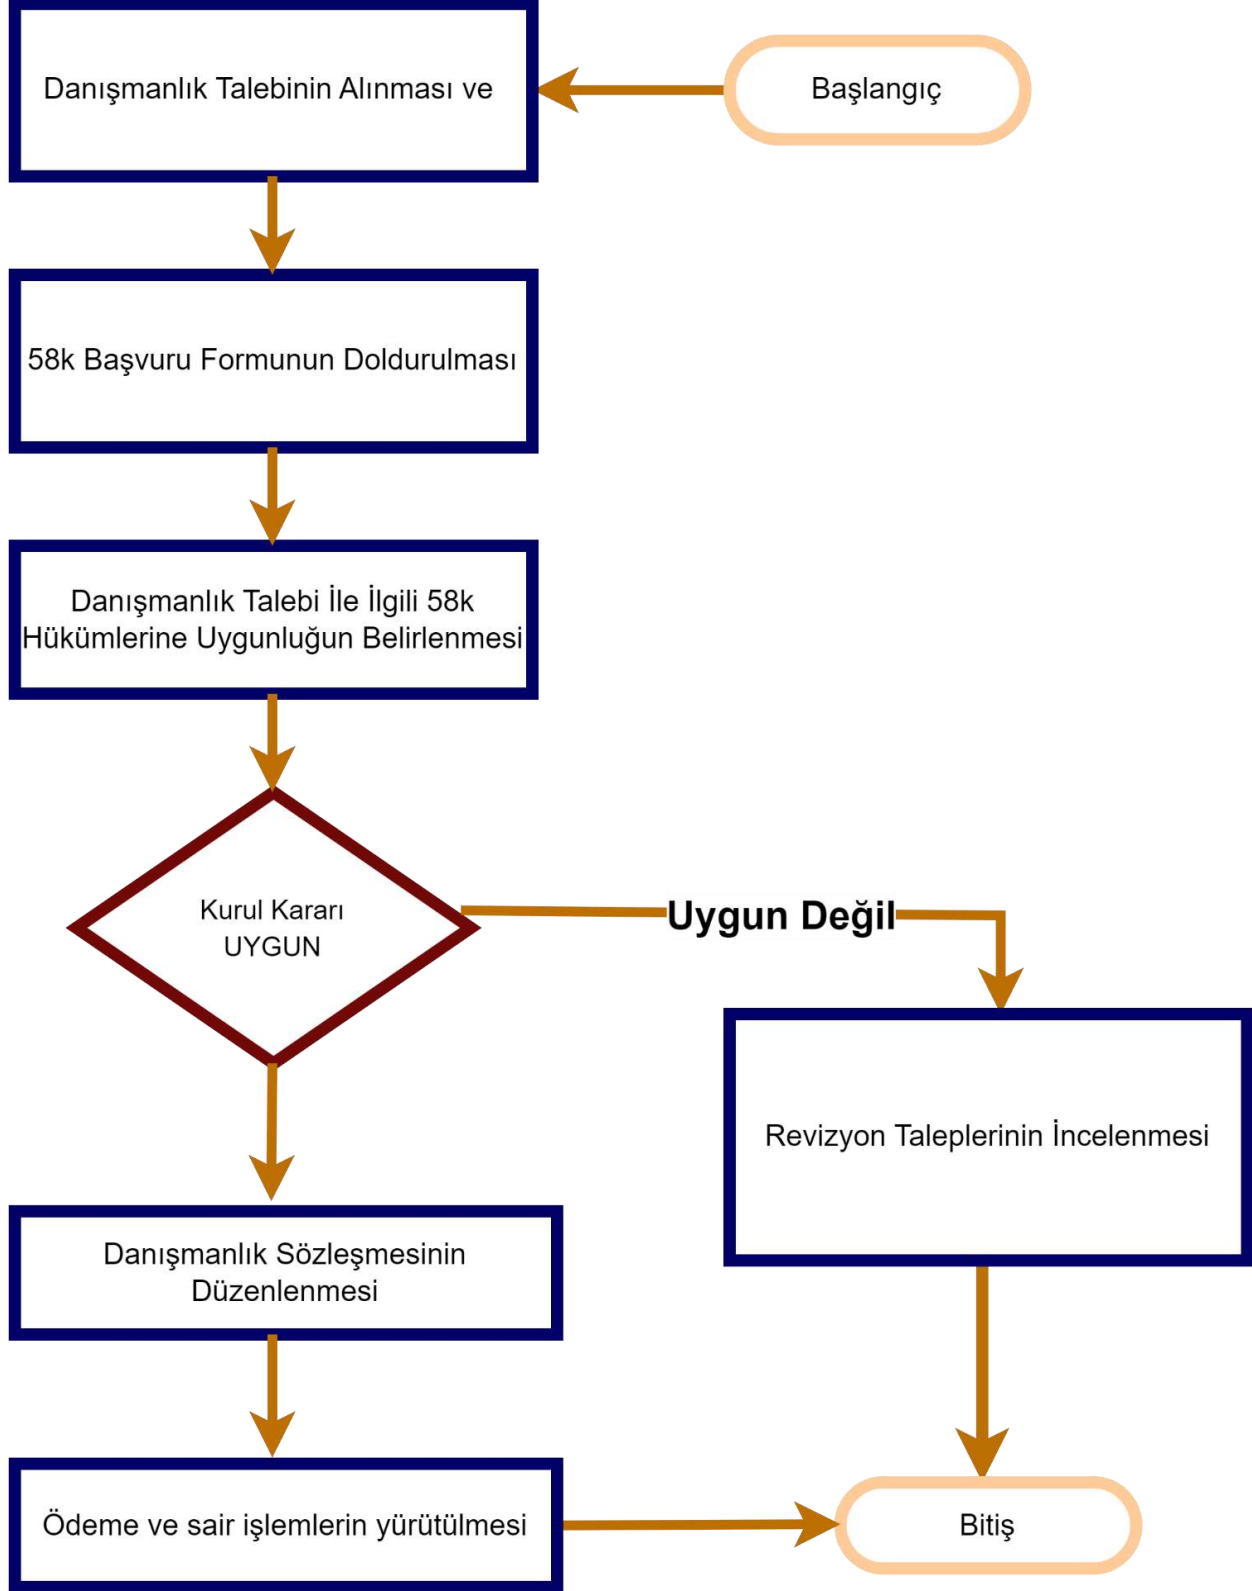 Başlangıç
Danışmanlık Talebinin Alınması ve
58k Başvuru Formunun Doldurulması
Danışmanlık Talebi İle İlgili 58k
Hükümlerine Uygunluğun Belirlenmesi
Kurul Kararı
UYGUN
Uygun Değil
Revizyon Taleplerinin İncelenmesi
Danışmanlık Sözleşmesinin
Düzenlenmesi
Ödeme ve sair işlemlerin yürütülmesi
Bitiş